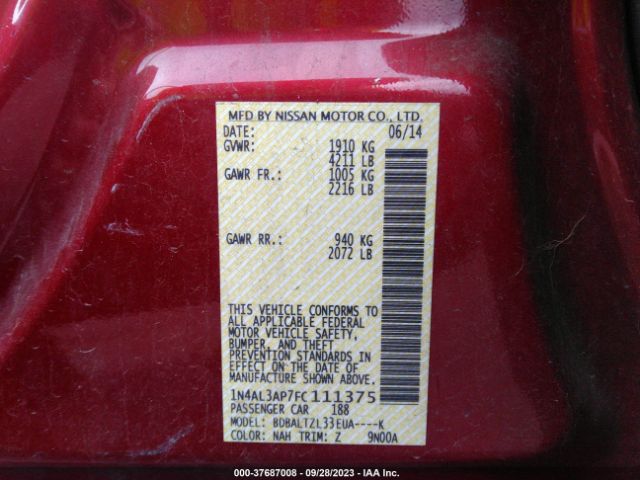 MFD BY NISSAN MOTOR CO., LTD.
DATE: 06/14
GVWR: 1910 KG
4211 LB
GAWR FR.: 1005 KG
2216 LB
GAWR RR.: 940 KG
2072 LB
THIS VEHICLE CONFORMS TO
ALL APPLICABLE FEDERAL
MOTOR VEHICLE SAFETY,
BUMPER, AND THEFT
PREVENTION STANDARDS IN
EFFECT ON THE DATE OF
MANUFACTURE SHOWN ABOVE.
1N4AL3AP7FC111375
PASSENGER CAR 188
MODEL: BDBALTZL33EUA----K
COLOR: NAH TRIM: Z 9N00A
000-37687008 - 09/28/2023 - IAA Inc.